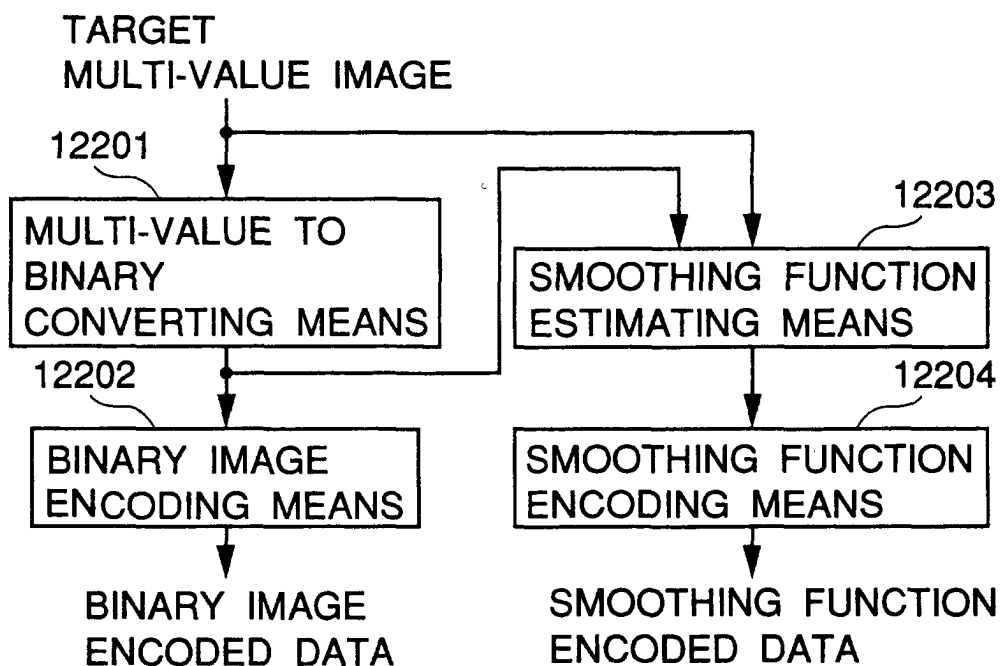 TARGET
MULTI-VALUE IMAGE
12201
MULTI-VALUE TO
BINARY
CONVERTING MEANS
12202
BINARY IMAGE
ENCODING MEANS
BINARY IMAGE
ENCODED DATA
12203
SMOOTHING FUNCTION
ESTIMATING MEANS
12204
SMOOTHING FUNCTION
ENCODING MEANS
SMOOTHING FUNCTION
ENCODED DATA